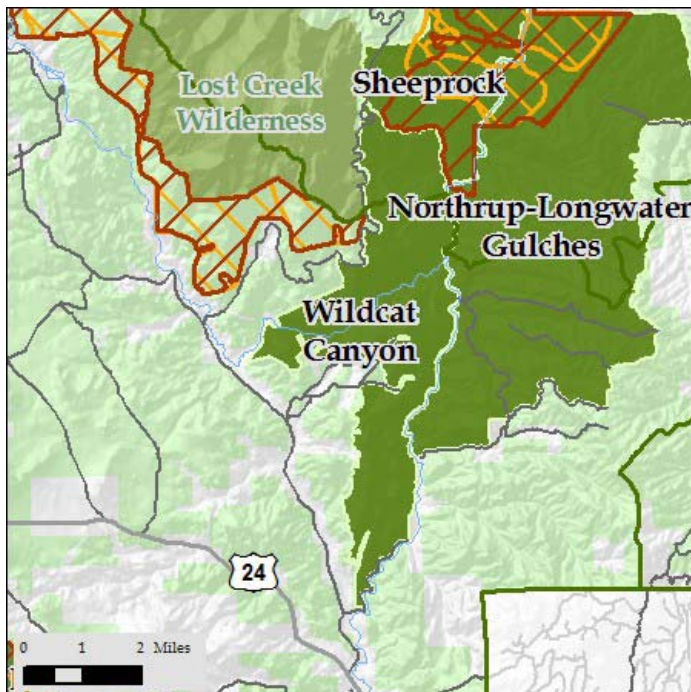 Lost Creek
Wilderness
Sheeprock
Northrup-Longwater
Gulches
Wildcat
Canyon
24
0 1 2 Miles